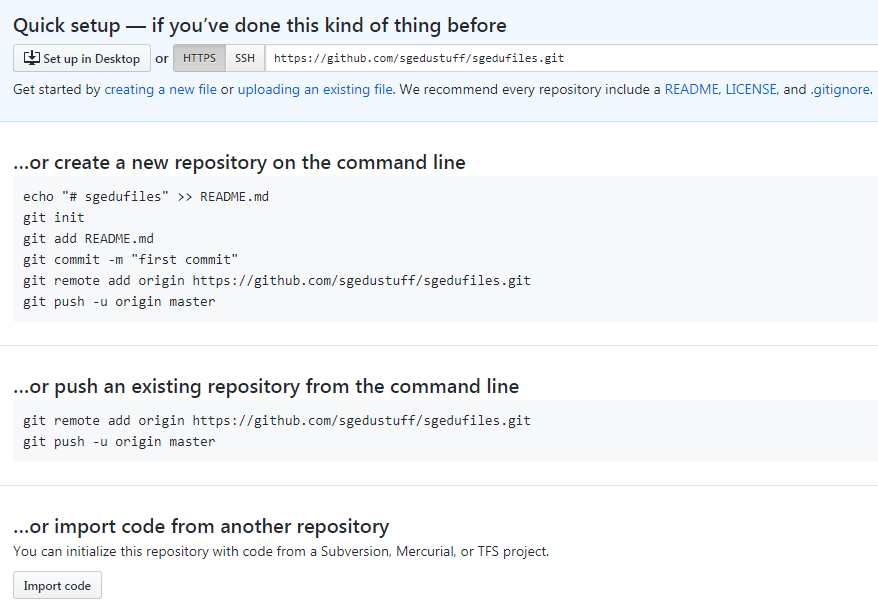 Quick setup — if you’ve done this kind of thing before
Set up in Desktop or HTTPS SSH https://github.com/sgedustuff/sgedufiles.git
Get started by creating a new file or uploading an existing file. We recommend every repository include a README, LICENSE, and .gitignore.
…or create a new repository on the command line
echo "# sgedufiles" >> README.md
git init
git add README.md
git commit -m "first commit"
git remote add origin https://github.com/sgedustuff/sgedufiles.git
git push -u origin master
…or push an existing repository from the command line
git remote add origin https://github.com/sgedustuff/sgedufiles.git
git push -u origin master
…or import code from another repository
You can initialize this repository with code from a Subversion, Mercurial, or TFS project.
Import code